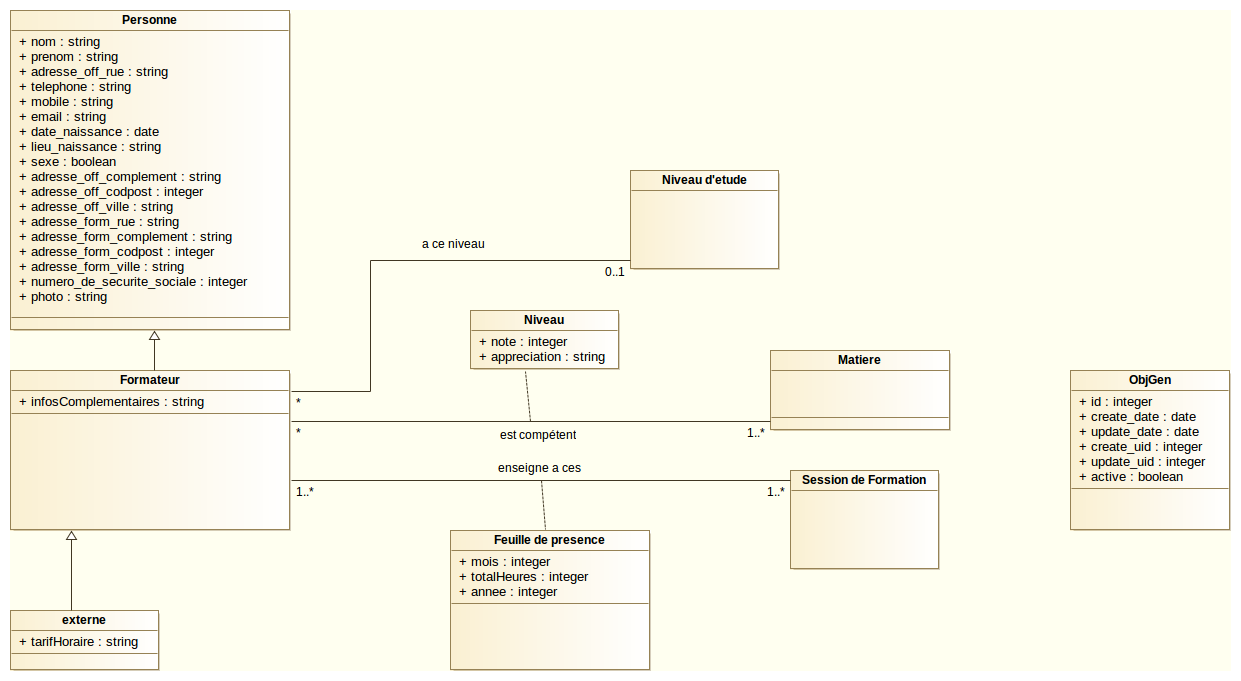 Personne
+ nom : string
+ prenom : string
+ adresse_off_rue : string
+ telephone : string
+ mobile : string
+ email : string
+ date_naissance : date
+ lieu_naissance : string
+ sexe : boolean
+ adresse_off_complement : string
+ adresse_off_codpost : integer
+ adresse_off_ville : string
+ adresse_form_rue : string
+ adresse_form_complement : string
+ adresse_form_codpost : integer
+ adresse_form_ville : string
+ numero_de_securite_sociale : integer
+ photo : string
Niveau d'etude
a ce niveau
0..1
Niveau
+ note : integer
+ appreciation : string
Matiere
Formateur
+ infosComplementaires : string
*
*
est compétent
1..*
enseigne a ces
1..*
1..*
Session de Formation
ObjGen
+ id : integer
+ create_date : date
+ update_date : date
+ create_uid : integer
+ update_uid : integer
+ active : boolean
Feuille de presence
+ mois : integer
+ totalHeures : integer
+ annee : integer
externe
+ tarifHoraire : string